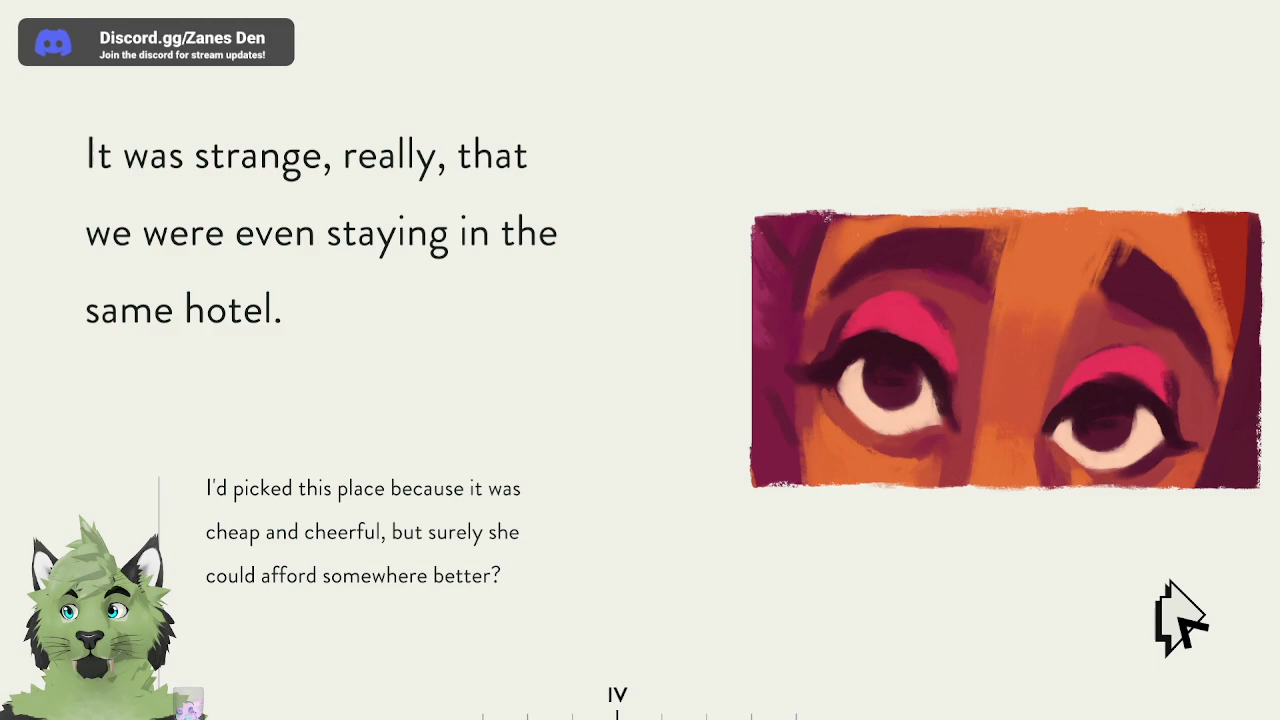 Discord.gg/Zanes Den
Join the discord for stream updates!
It was strange, really, that
we were even staying in the
same hotel.
I'd picked this place because it was
cheap and cheerful, but surely she
could afford somewhere better?
IV